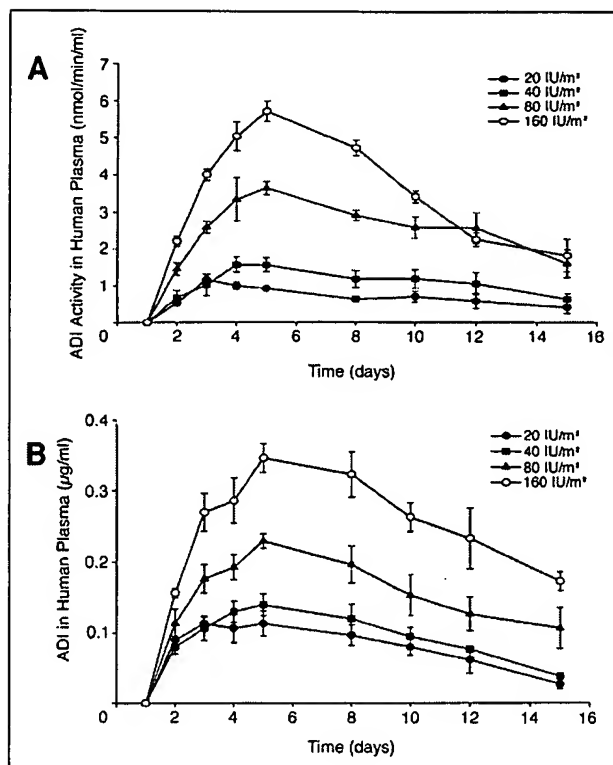 A
ADI Activity in Human Plasma (nmol/min/ml)
7
6
5
4
3
2
1
0
20 IU/m²
40 IU/m²
80 IU/m²
160 IU/m²
2 4 6 8 10 12 14 16
Time (days)
B
ADI in Human Plasma (µg/ml)
0.4
0.3
0.2
0.1
0
20 IU/m²
40 IU/m²
80 IU/m²
160 IU/m²
2 4 6 8 10 12 14 16
Time (days)